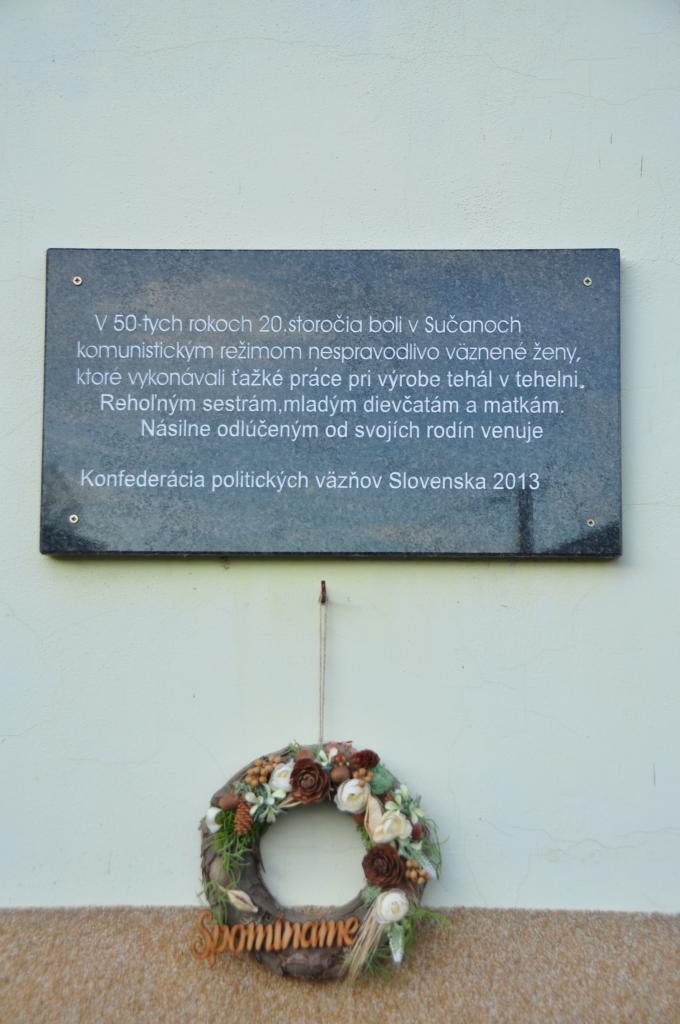 V 50-tych rokoch 20.storočia boli v Sučanoch
komunistickým režimom nespravodlivo väznené ženy,
ktoré vykonávali ťažké práce pri výrobe tehál v tehelni.
Rehoľným sestrám,mladým dievčatám a matkám.
Násilne odlúčeným od svojích rodín venuje
Konfederácia politických väzňov Slovenska 2013
Spomíname